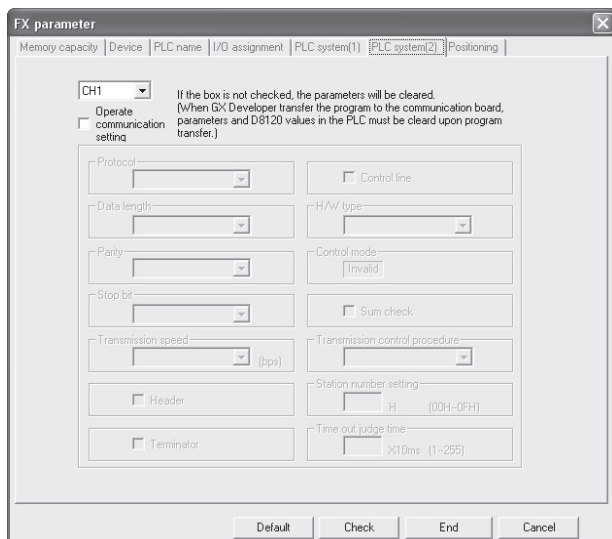 FX parameter
Memory capacity Device PLC name I/O assignment PLC system(1) PLC system(2) Positioning
CH1
If the box is not checked, the parameters will be cleared.
(When GX Developer transfer the program to the communication board,
parameters and D8120 values in the PLC must be cleard upon program
transfer.)
Operate
communication
setting
Protocol
Control line
Data length
H/W type
Parity
Control mode
Invalid
Stop bit
Sum check
Transmission speed
(bps)
Transmission control procedure
Header
Station number setting
H (00H--0FH)
Terminator
Time out judge time
X10ms (1--255)
Default Check End Cancel